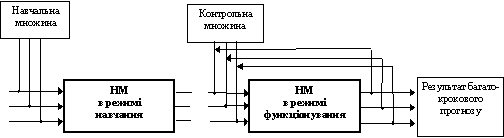 Навчальна
множина
Контрольна
множина
НМ
в режимі
навчання
НМ
в режимі
функціонування
Результат багато-
крокового
прогнозу